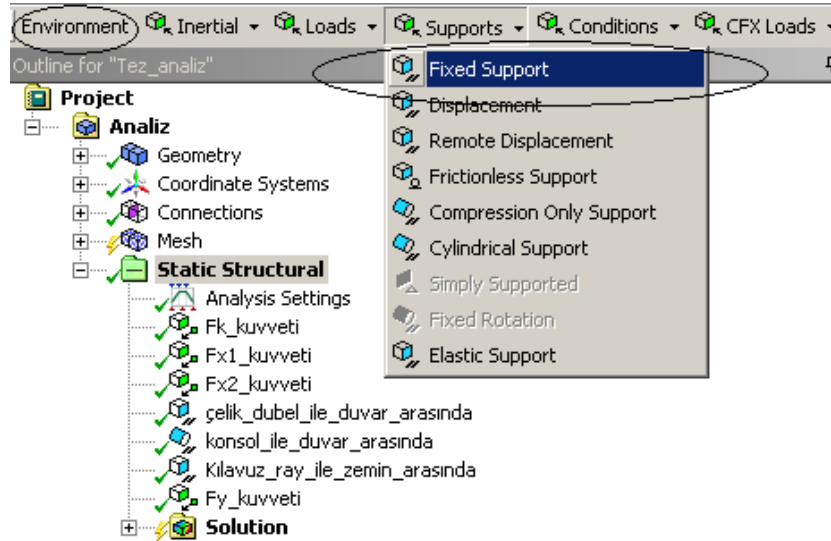 Environment Inertial Loads Supports Conditions CFX Loads
Outline for "Tez_analiz"
Fixed Support
Displacement
Remote Displacement
Frictionless Support
Compression Only Support
Cylindrical Support
Simply Supported
Fixed Rotation
Elastic Support
Project
Analiz
Geometry
Coordinate Systems
Connections
Mesh
Static Structural
Analysis Settings
Fk_kuvveti
Fx1_kuvveti
Fx2_kuvveti
çelik_dubel_ile_duvar_arasında
konsol_ile_duvar_arasında
Kılavuz_ray_ile_zemin_arasında
Fy_kuvveti
Solution